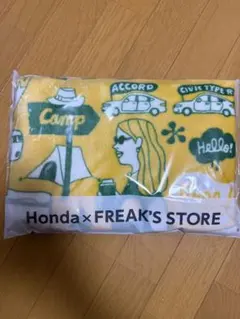 ACCORD
CIVIC TYPE R
Camp
Hello!
Honda×FREAK'S STORE